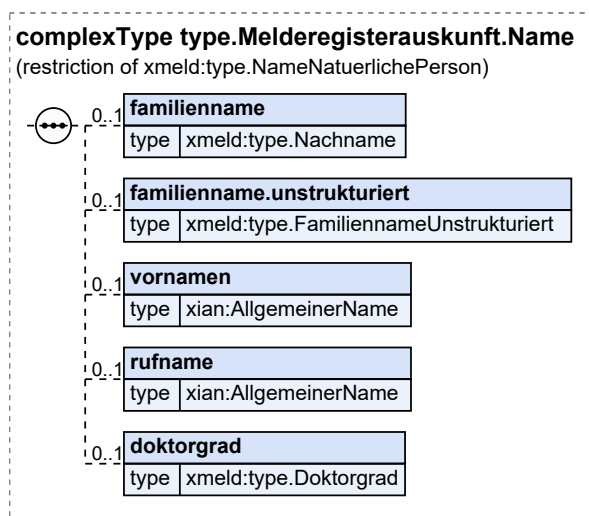 complexType type.Melderegisterauskunft.Name
(restriction of xmeld:type.NameNatuerlichePerson)
0..1 familienname
type xmeld:type.Nachname
0..1 familienname.unstrukturiert
type xmeld:type.FamiliennameUnstrukturiert
0..1 vornamen
type xian:AllgemeinerName
0..1 rufname
type xian:AllgemeinerName
0..1 doktorgrad
type xmeld:type.Doktorgrad